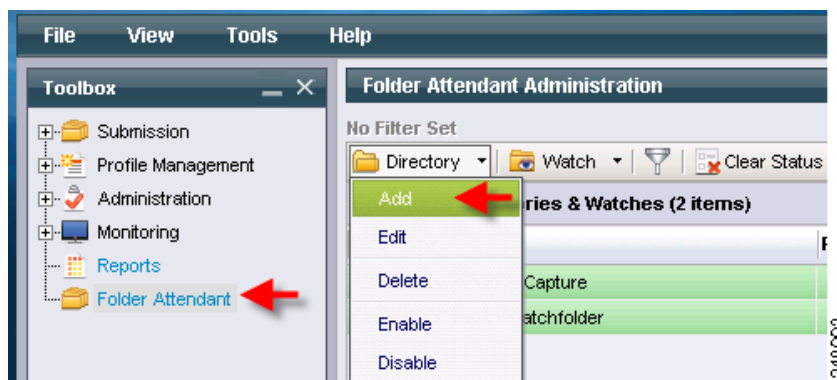 File View Tools Help
Toolbox
Submission
Profile Management
Administration
Monitoring
Reports
Folder Attendant
Folder Attendant Administration
No Filter Set
Directory Watch Clear Status
ries & Watches (2 items)
Add
Edit
Delete
Enable
Disable
Capture
atchfolder